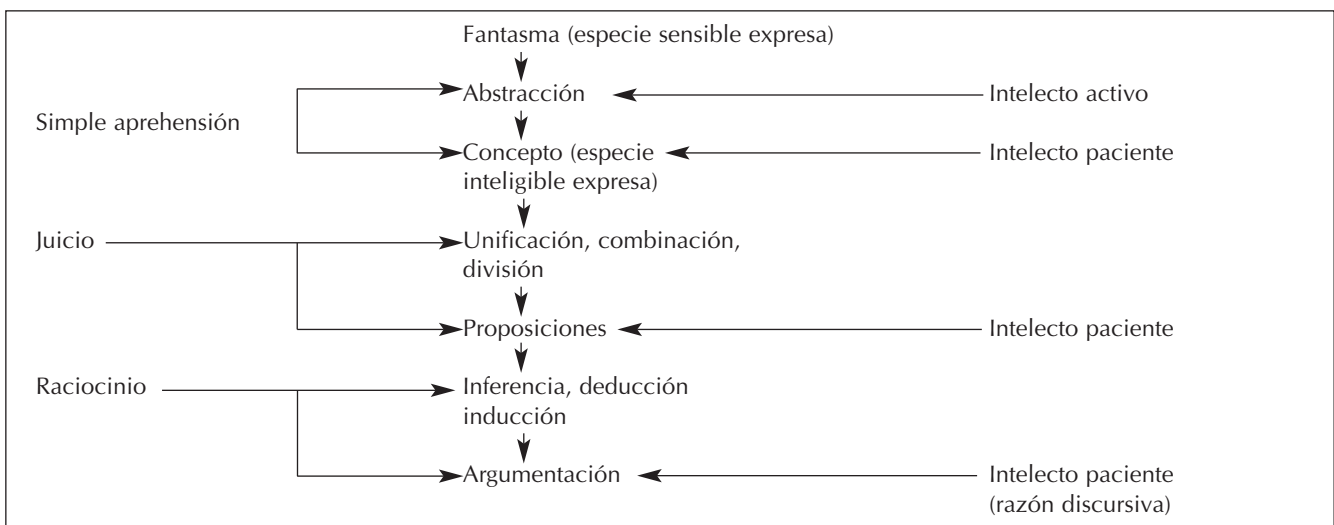 Fantasma (especie sensible expresa)
Abstracción
Intelecto activo
Simple aprehensión
Concepto (especie
inteligible expresa)
Intelecto paciente
Juicio
Unificación, combinación,
división
Proposiciones
Intelecto paciente
Raciocinio
Inferencia, deducción
inducción
Argumentación
Intelecto paciente
(razón discursiva)